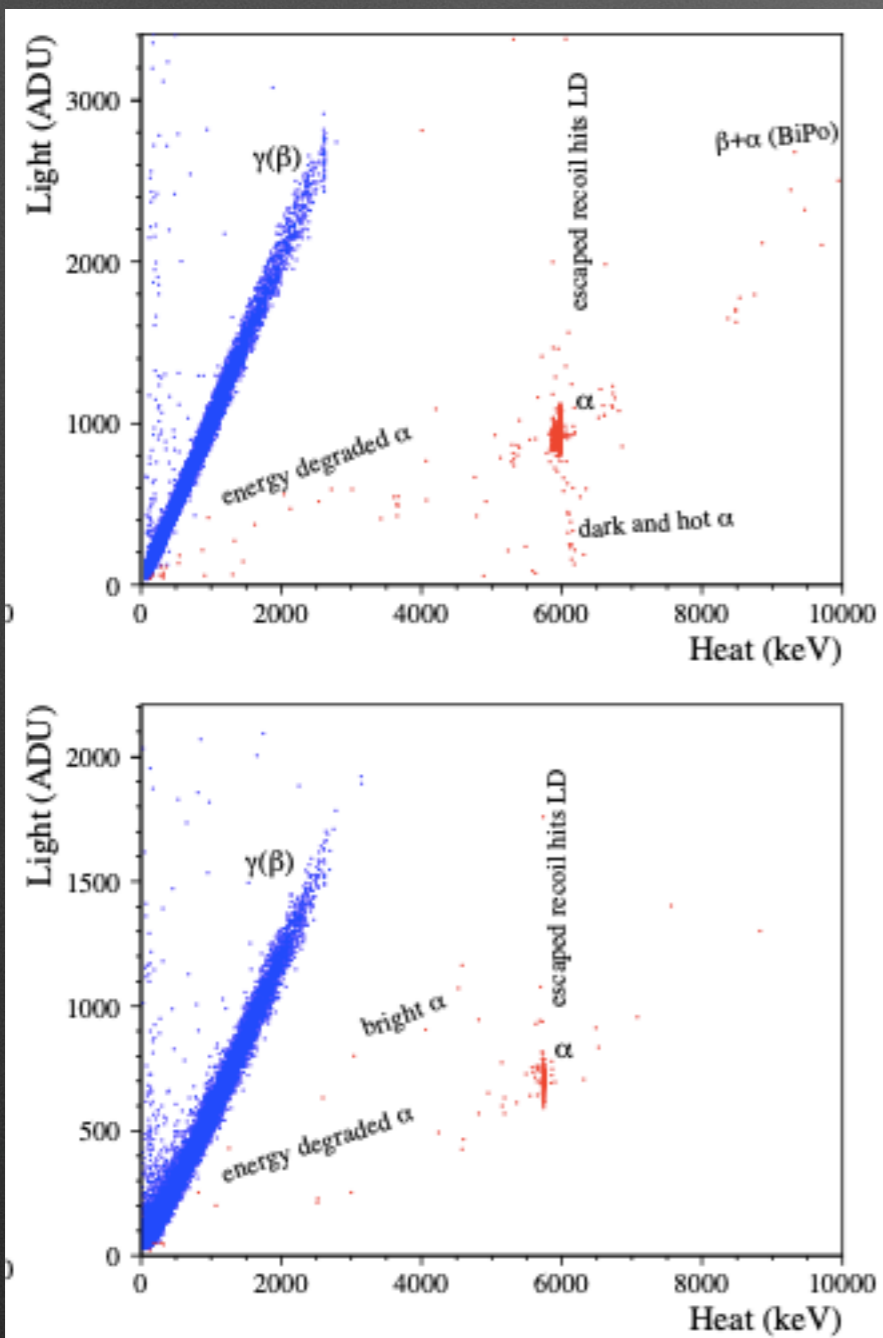 Light (ADU)
3000
2000
1000
0
γ(β)
escaped recoil hits LD
β+α (BiPo)
energy degraded α
α
dark and hot α
0 2000 4000 6000 8000 10000
Heat (keV)
0
Light (ADU)
2000
1500
1000
500
0
γ(β)
escaped recoil hits LD
bright α
α
energy degraded α
0 2000 4000 6000 8000 10000
Heat (keV)
0